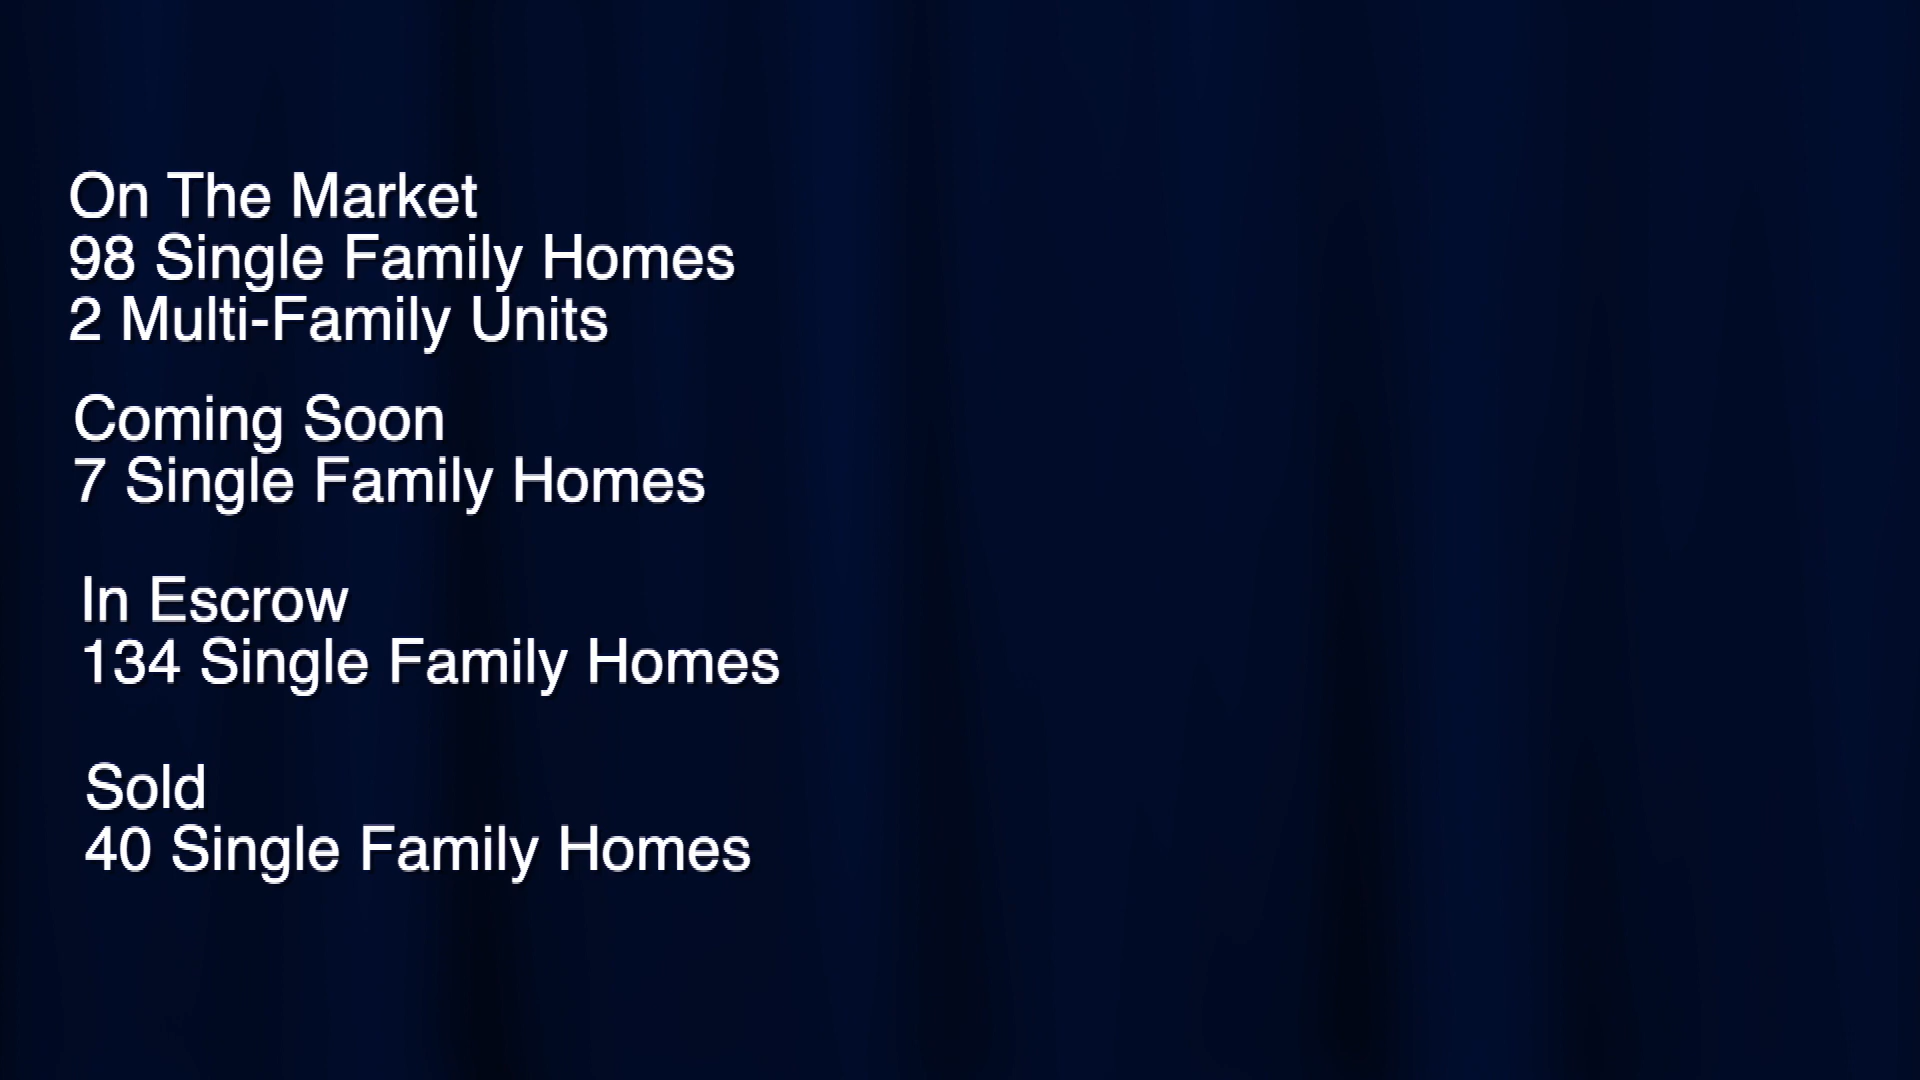 On The Market
98 Single Family Homes
2 Multi-Family Units
Coming Soon
7 Single Family Homes
In Escrow
134 Single Family Homes
Sold
40 Single Family Homes